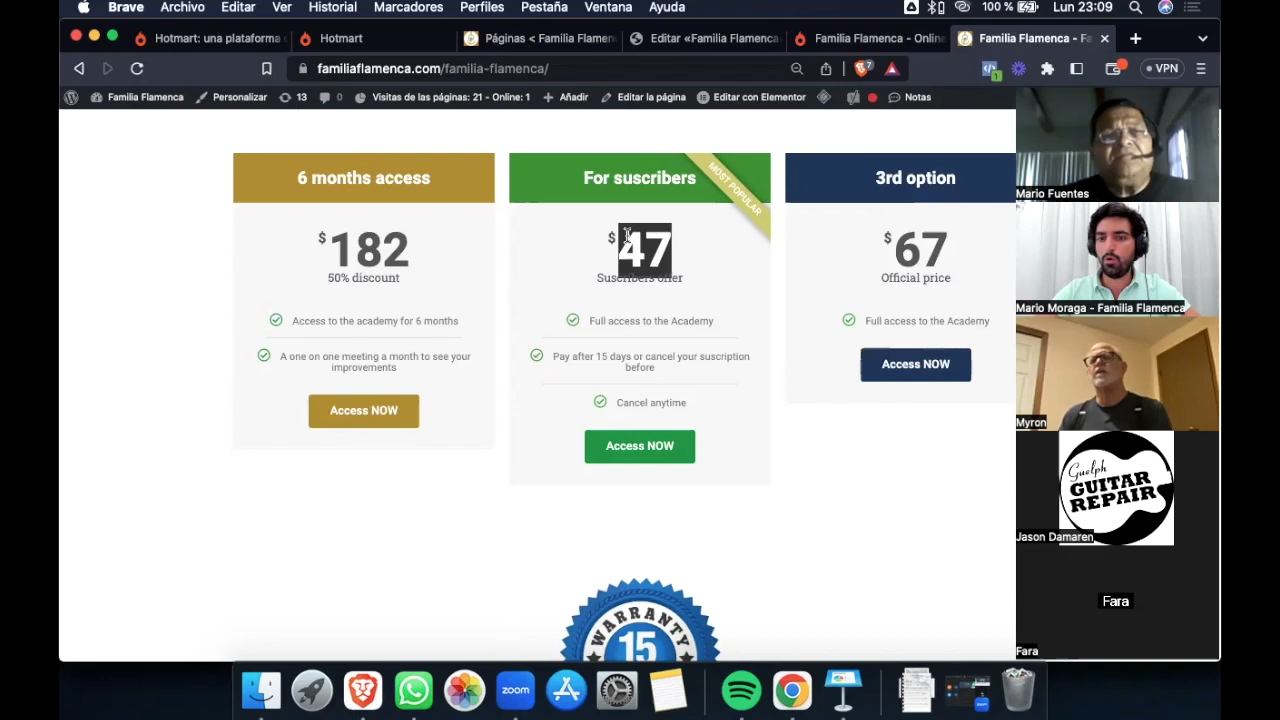 Brave Archivo Editar Ver Historial Marcadores Perfiles Pestaña Ventana Ayuda 100 % Lun 23:09
Hotmart: una plataforma
Hotmart
Páginas < Familia Flamen
Editar «Familia Flamenca
Familia Flamenca - Online
Familia Flamenca - Fa
familiaflamenca.com/familia-flamenca/
7
1
VPN
Familia Flamenca Personalizar 13 0 Visitas de las páginas: 21 - Online: 1 Añadir Editar la página Editar con Elementor Notas
6 months access
$182
50% discount
Access to the academy for 6 months
A one on one meeting a month to see your
improvements
Access NOW
For suscribers
MOST POPULAR
$47
Suscribers offer
Full access to the Academy
Pay after 15 days or cancel your suscription
before
Cancel anytime
Access NOW
3rd option
$67
Official price
Full access to the Academy
Access NOW
WARRANTY
15
Mario Fuentes
Mario Moraga - Familia Flamenca
Myron
Guelph
GUITAR
REPAIR
Jason Damaren
Fara
Fara
zoom